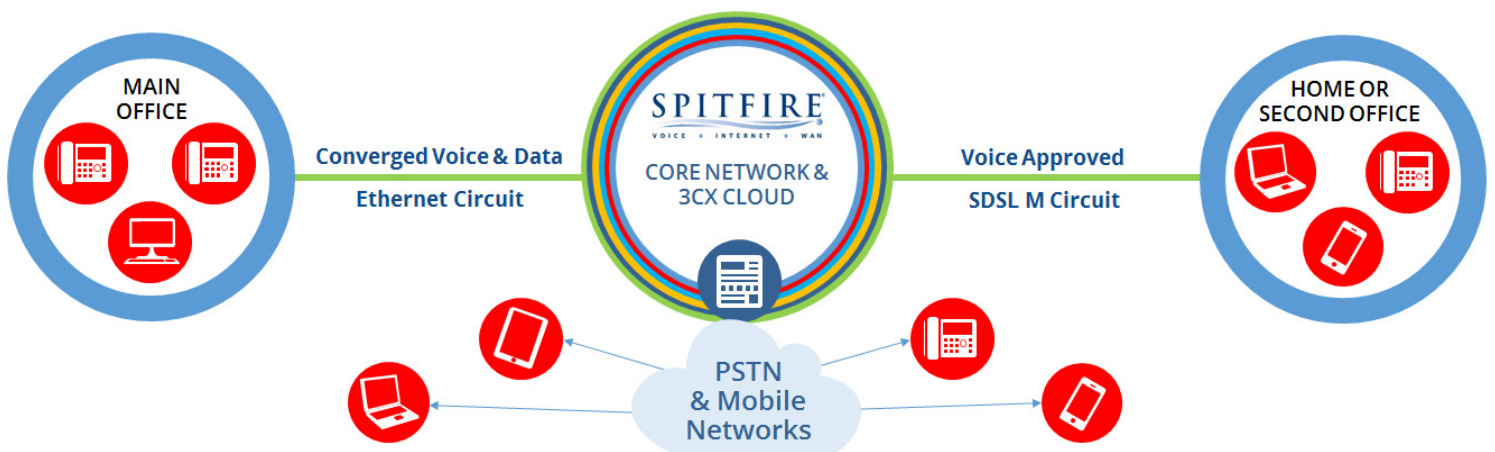 MAIN
OFFICE
Converged Voice & Data
Ethernet Circuit
SPITFIRE
VOICE INTERNET WAN
CORE NETWORK &
3CX CLOUD
Voice Approved
SDSL M Circuit
HOME OR
SECOND OFFICE
PSTN
& Mobile
Networks